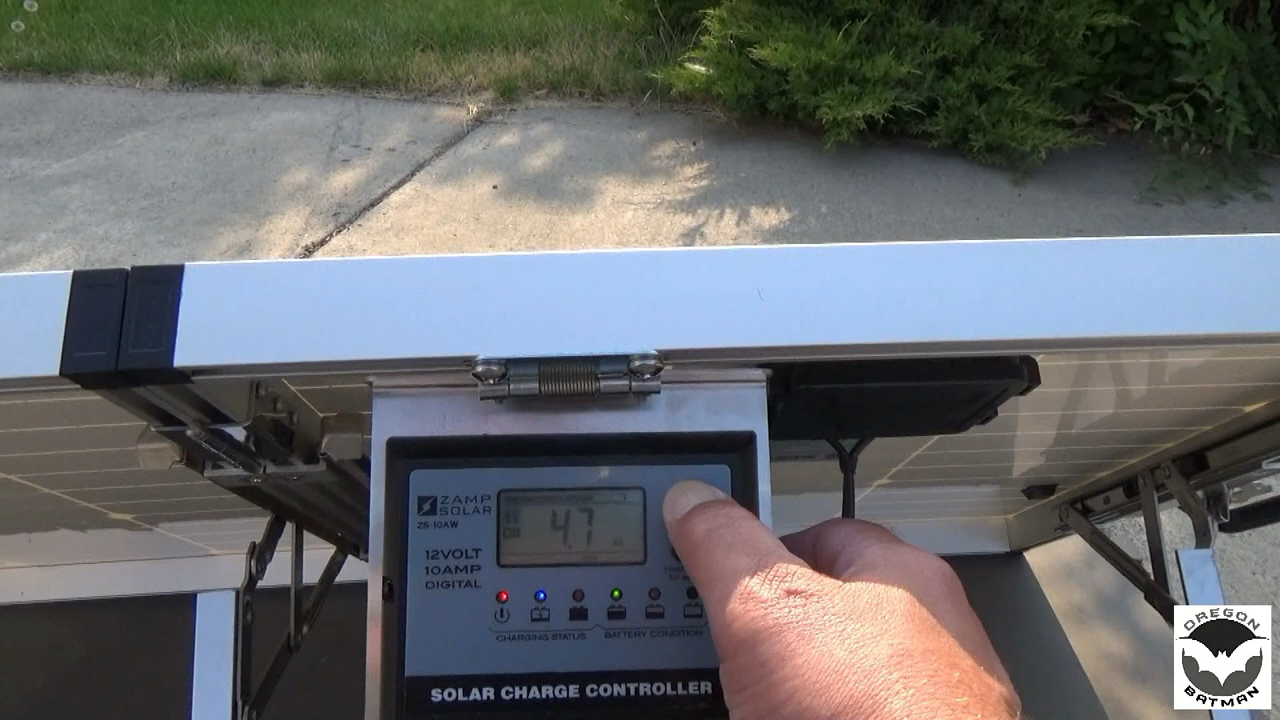 ZAMP
SOLAR
ZS-10AW
12VOLT
10AMP
DIGITAL
4.7
CHARGING STATUS
BATTERY CONDITION
SOLAR CHARGE CONTROLLER
OREGON
BATMAN